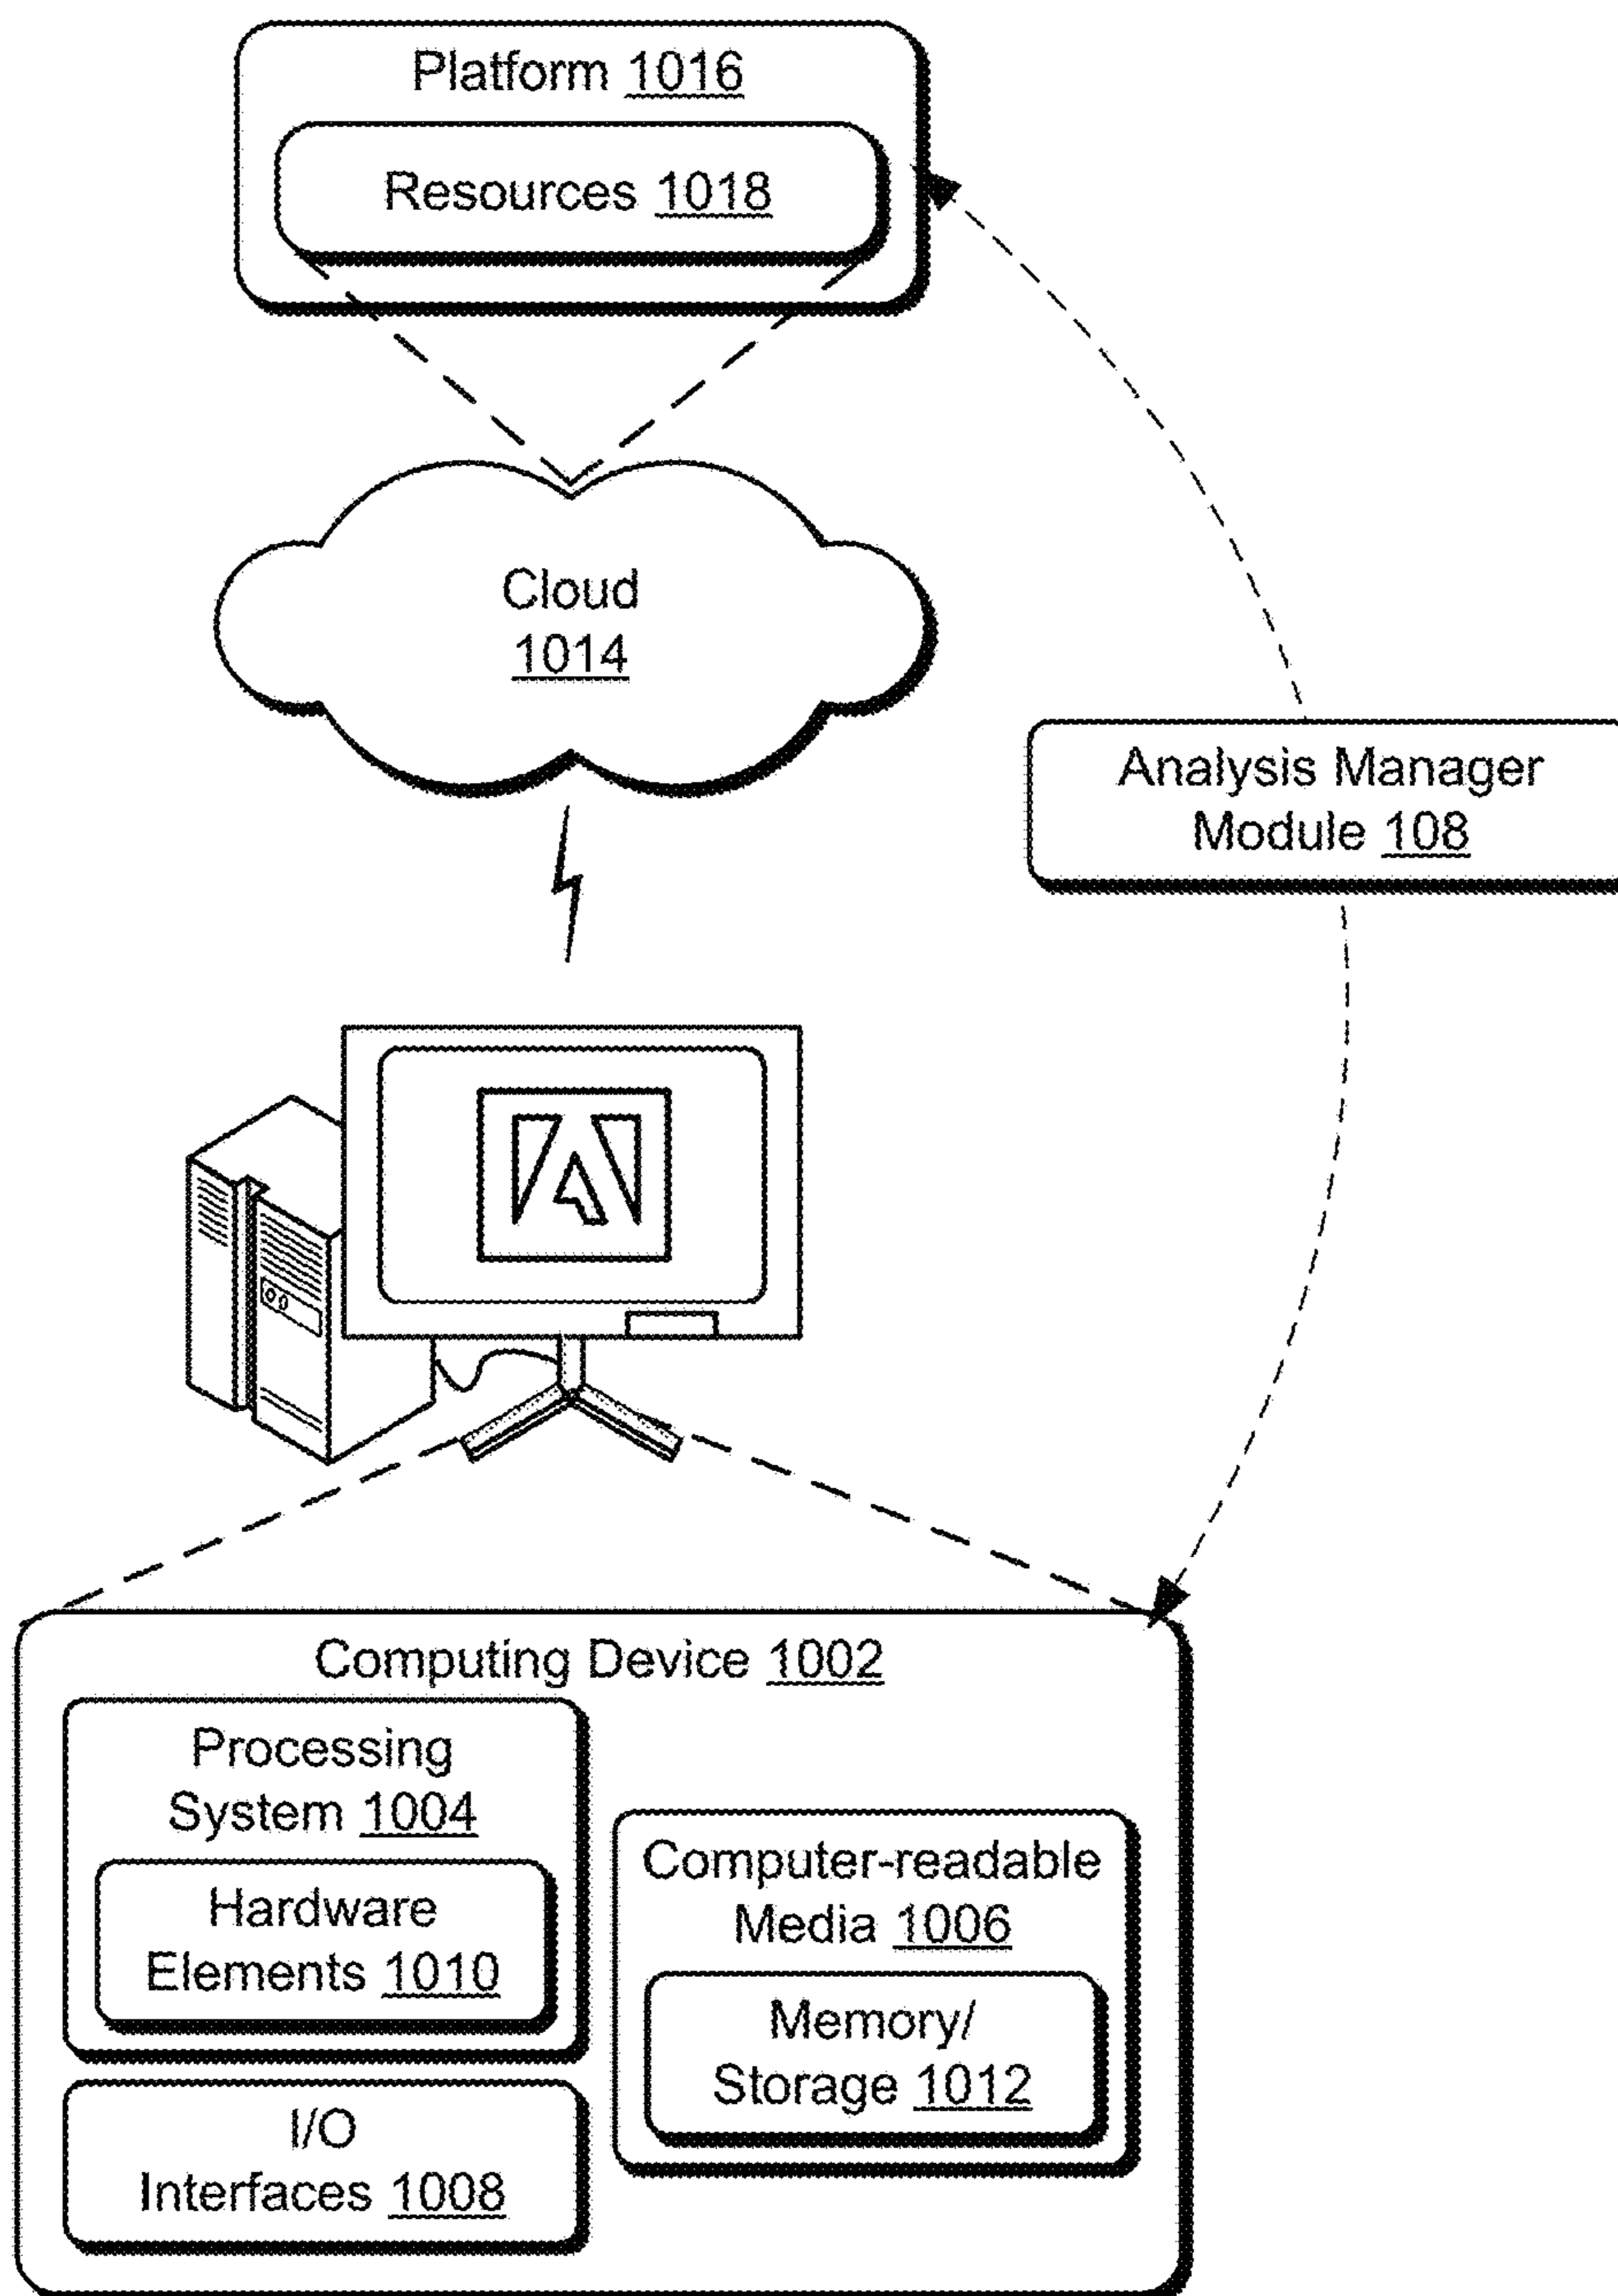 Platform 1016
Resources 1018
Cloud
1014
Analysis Manager
Module 108
Computing Device 1002
Processing
System 1004
Hardware
Elements 1010
I/O
Interfaces 1008
Computer-readable
Media 1006
Memory/
Storage 1012